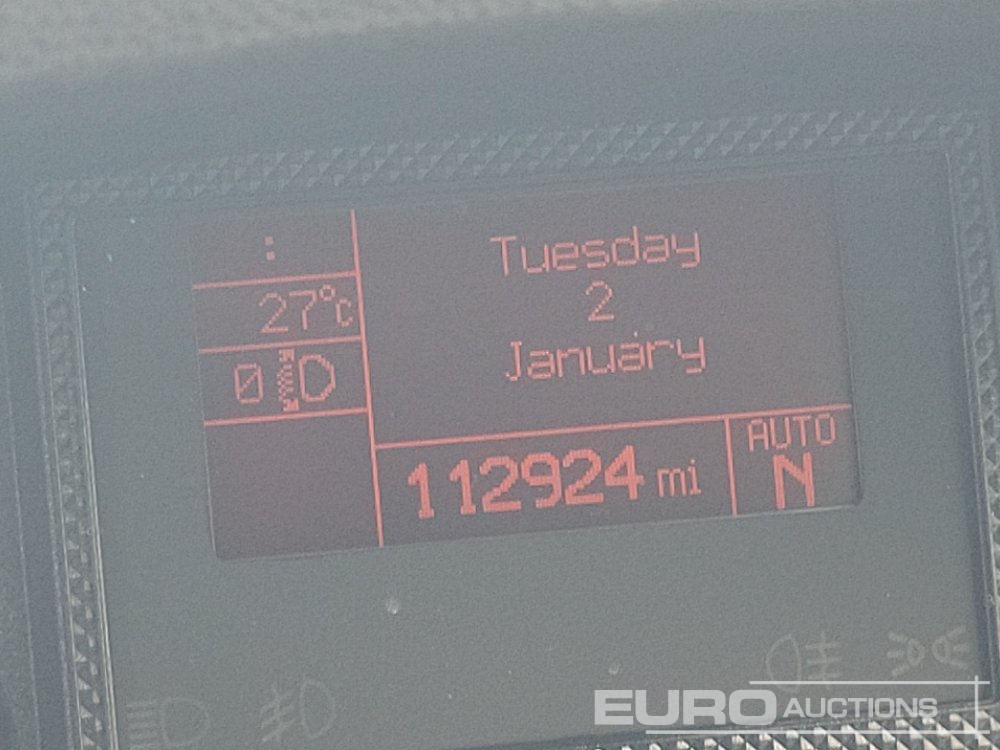 :
27°C
0
Tuesday
2
January
112924 mi
AUTO
N
EURO AUCTIONS